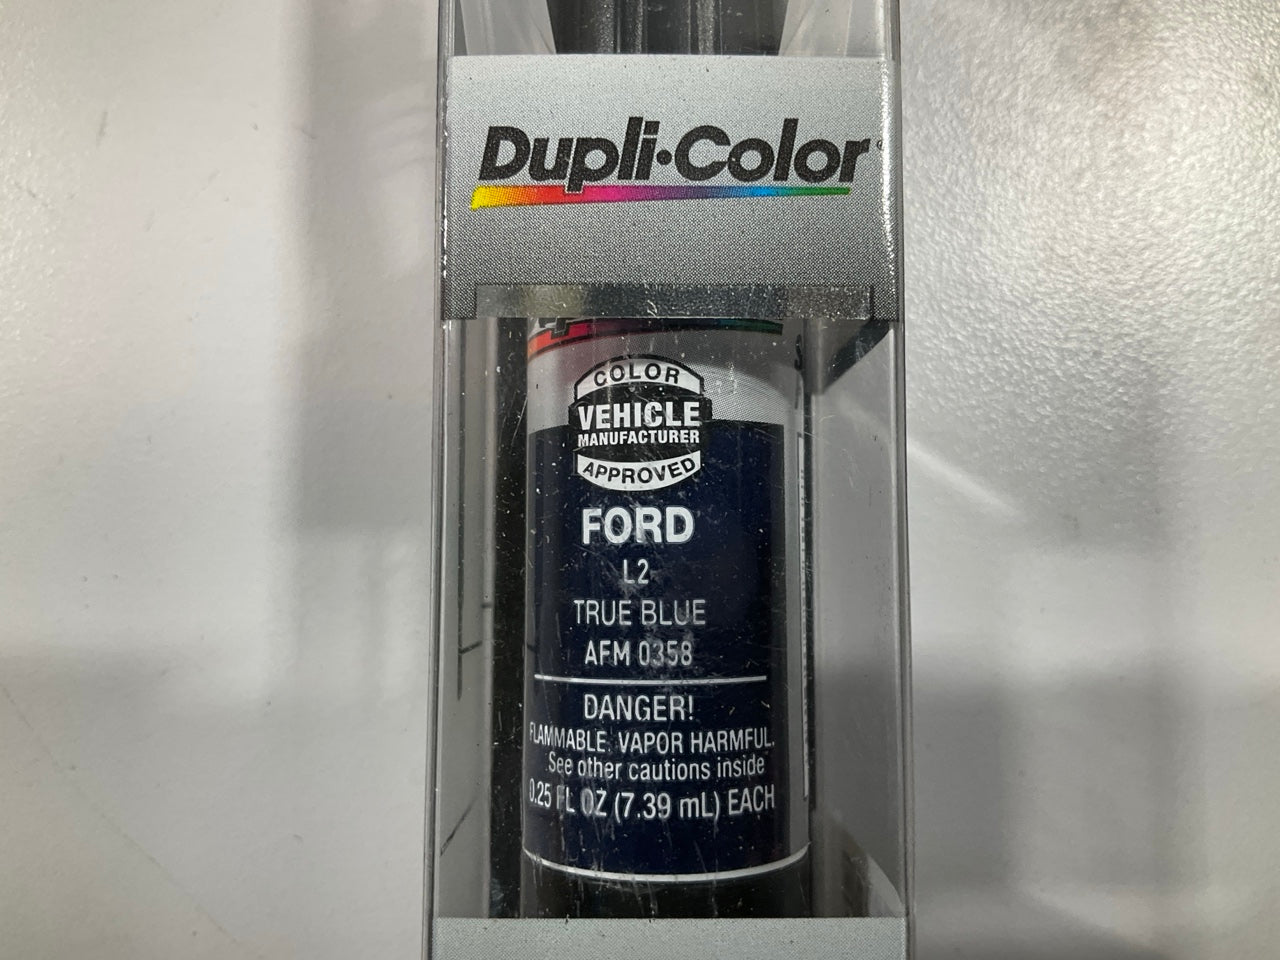 Dupli·Color
COLOR
VEHICLE
MANUFACTURER
APPROVED
FORD
L2
TRUE BLUE
AFM 0358
DANGER!
FLAMMABLE. VAPOR HARMFUL.
See other cautions inside
0.25 FL OZ (7.39 mL) EACH